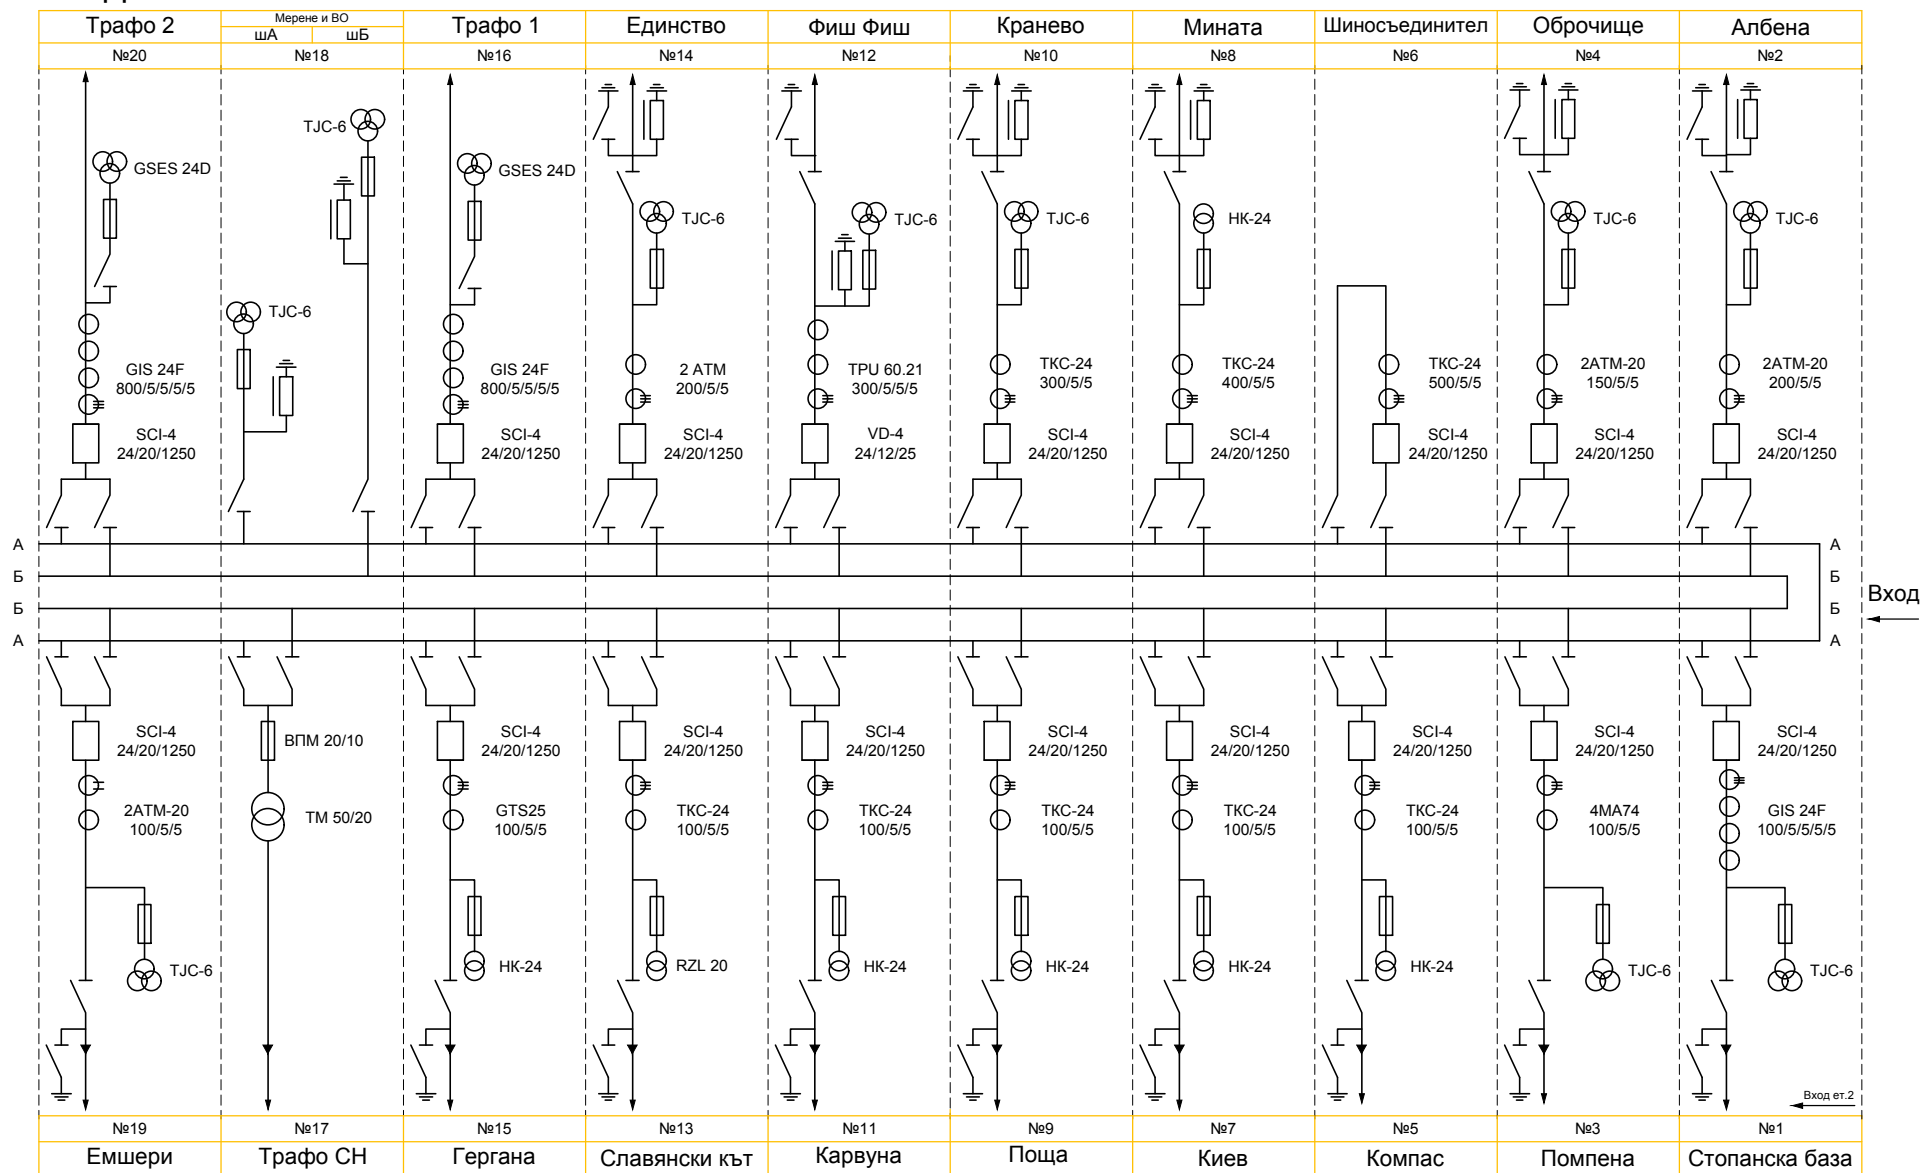 Трафо 2
Мерене и ВО
шА
шБ
Трафо 1
Единство
Фиш Фиш
Кранево
Мината
Шиносъединител
Оброчище
Албена
№20
№18
№16
№14
№12
№10
№8
№6
№4
№2
TJC-6
GSES 24D
GSES 24D
TJC-6
TJC-6
TJC-6
НК-24
TJC-6
TJC-6
TJC-6
GIS 24F
800/5/5/5/5
GIS 24F
800/5/5/5/5
2 АТМ
200/5/5
TPU 60.21
300/5/5/5
ТКС-24
300/5/5
ТКС-24
400/5/5
ТКС-24
500/5/5
2АТМ-20
150/5/5
2АТМ-20
200/5/5
SCI-4
24/20/1250
SCI-4
24/20/1250
SCI-4
24/20/1250
VD-4
24/12/25
SCI-4
24/20/1250
SCI-4
24/20/1250
SCI-4
24/20/1250
SCI-4
24/20/1250
SCI-4
24/20/1250
А
А
Б
Б
Б
Б
А
А
Вход
SCI-4
24/20/1250
ВПМ 20/10
SCI-4
24/20/1250
SCI-4
24/20/1250
SCI-4
24/20/1250
SCI-4
24/20/1250
SCI-4
24/20/1250
SCI-4
24/20/1250
SCI-4
24/20/1250
SCI-4
24/20/1250
2АТМ-20
100/5/5
ТМ 50/20
GTS25
100/5/5
ТКС-24
100/5/5
ТКС-24
100/5/5
ТКС-24
100/5/5
ТКС-24
100/5/5
ТКС-24
100/5/5
4МА74
100/5/5
GIS 24F
100/5/5/5/5
TJC-6
НК-24
RZL 20
НК-24
НК-24
НК-24
НК-24
TJC-6
TJC-6
Вход ет.2
№19
№17
№15
№13
№11
№9
№7
№5
№3
№1
Емшери
Трафо СН
Гергана
Славянски кът
Карвуна
Поща
Киев
Компас
Помпена
Стопанска база